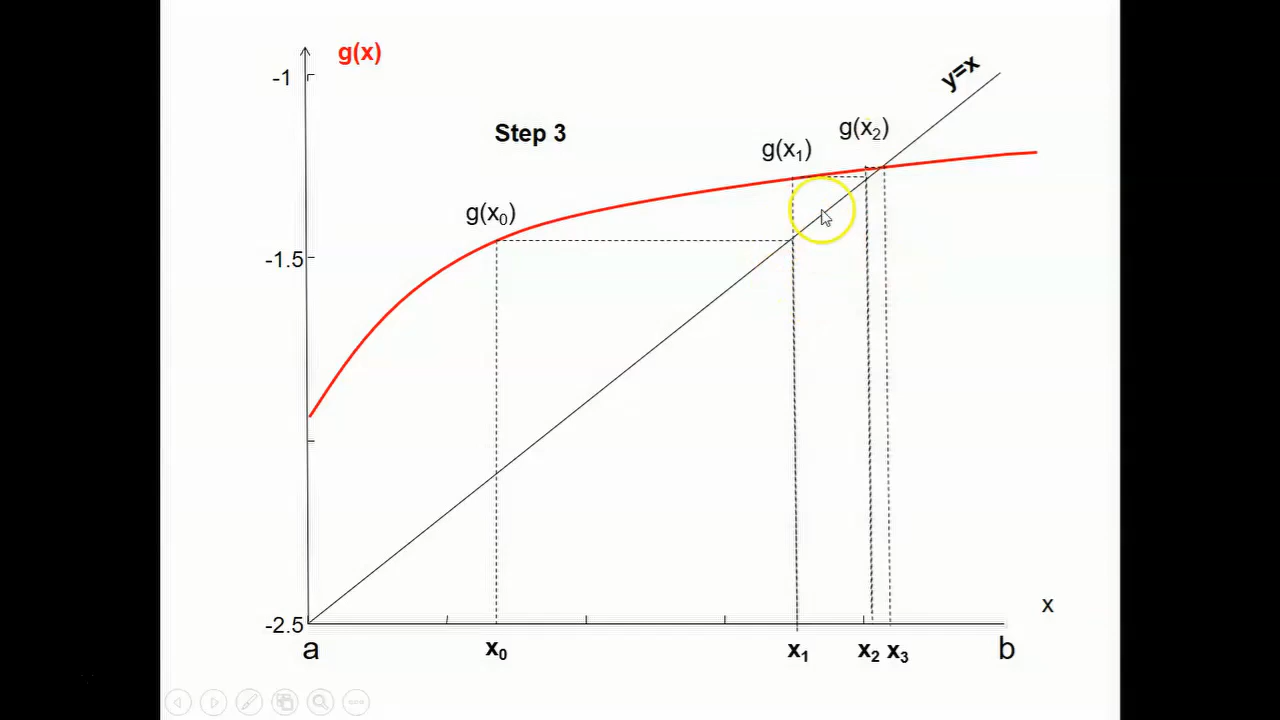 g(x)
y=x
-1
Step 3
g(x₂)
g(x₁)
g(x₀)
-1.5
-2.5
x
a
x₀
x₁
x₂
x₃
b